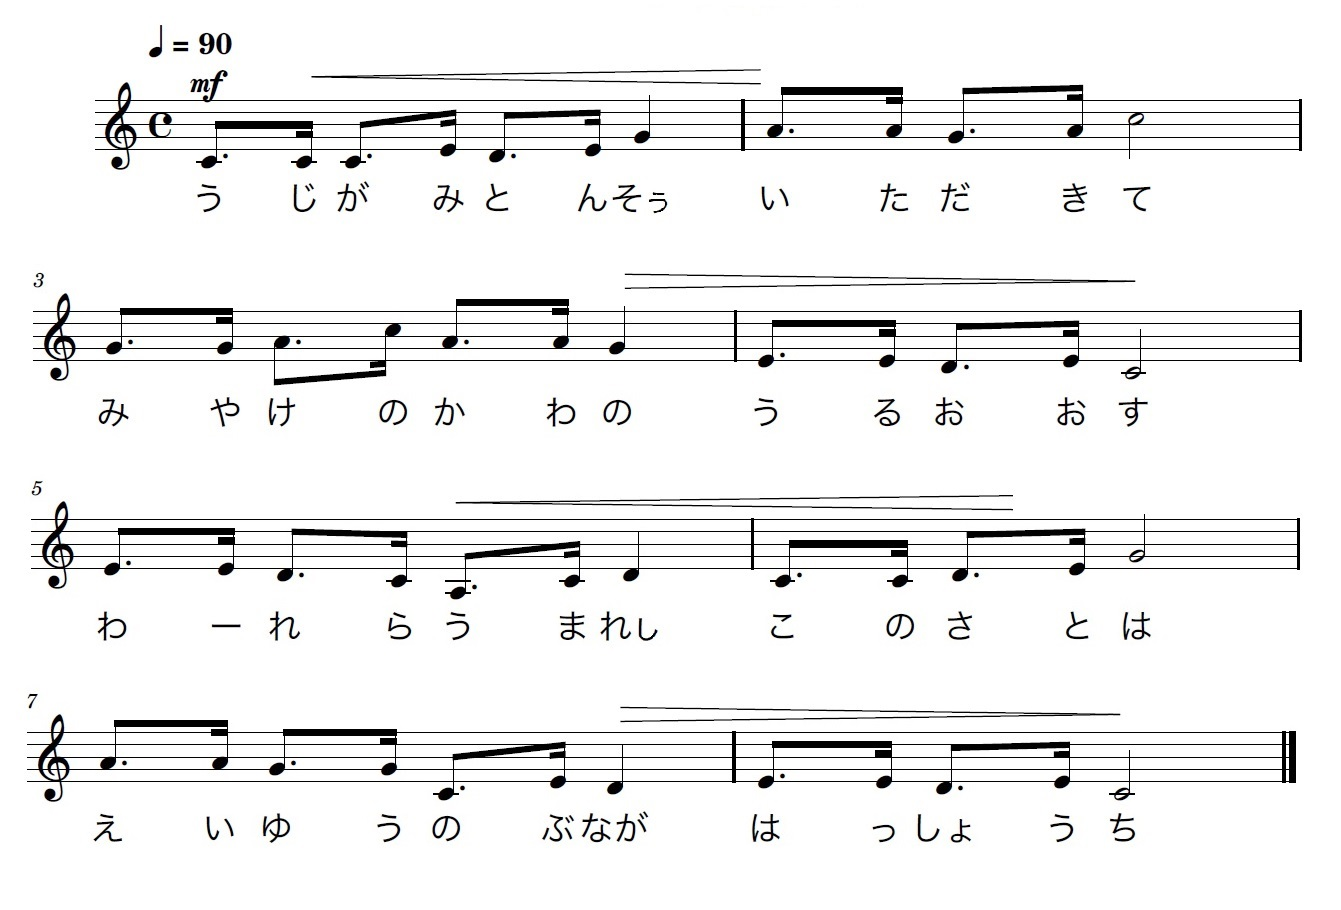 ♩ = 90
mf
う じ が み と ん そぅ い た だ き て
3
み や け の か わ の う る お お す
5
わ ー れ ら う ま れし こ の さ と は
7
え い ゆ う の ぶ なが は っ しょ う ち